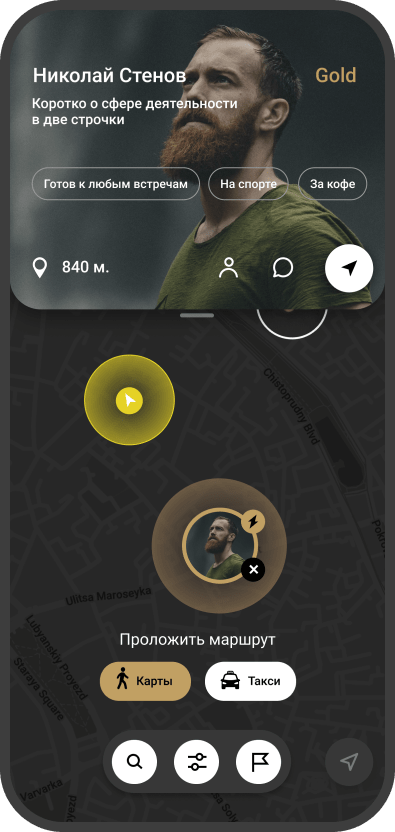 Николай Стенов
Gold
Коротко о сфере деятельности
в две строчки
Готов к любым встречам
На спорте
За кофе
840 м.
Chistoprudny Blvd
Ulitsa Maroseyka
Lubyanskiy Proyezd
Staraya Square
Проложить маршрут
Карты
Такси
Varvarka